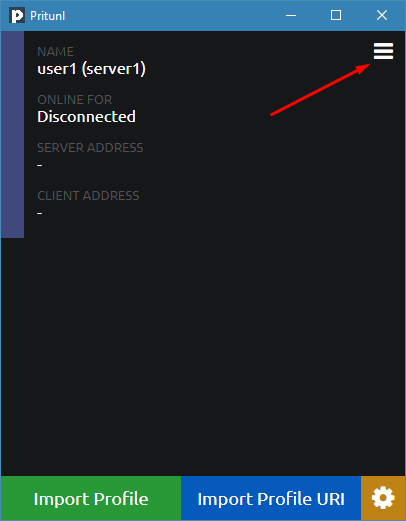 Pritunl
NAME
user1 (server1)
ONLINE FOR
Disconnected
SERVER ADDRESS
-
CLIENT ADDRESS
-
Import Profile
Import Profile URI